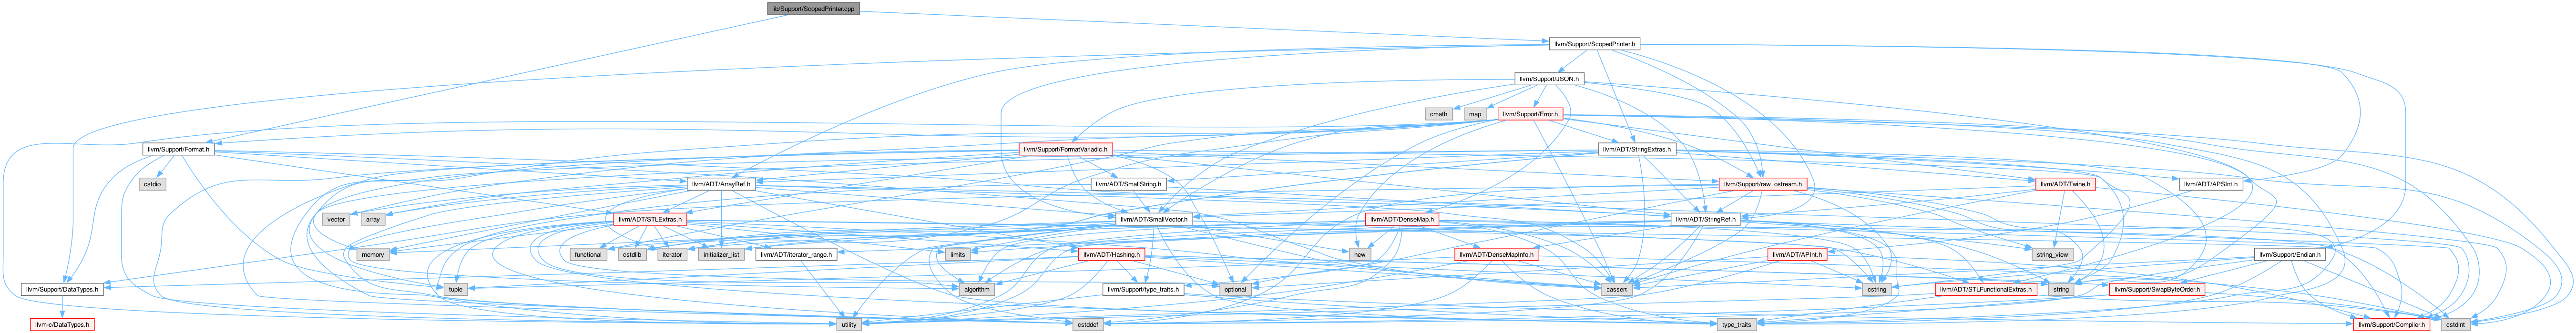 lib/Support/ScopedPrinter.cpp
llvm/Support/ScopedPrinter.h
llvm/Support/JSON.h
cmath
map
llvm/Support/Error.h
llvm/Support/Format.h
llvm/Support/FormatVariadic.h
llvm/ADT/StringExtras.h
cstdio
llvm/ADT/ArrayRef.h
llvm/ADT/SmallString.h
llvm/Support/raw_ostream.h
llvm/ADT/Twine.h
llvm/ADT/APSInt.h
vector
array
llvm/ADT/STLExtras.h
llvm/ADT/SmallVector.h
llvm/ADT/DenseMap.h
llvm/ADT/StringRef.h
memory
functional
cstdlib
iterator
initializer_list
llvm/ADT/iterator_range.h
limits
llvm/ADT/Hashing.h
new
llvm/ADT/DenseMapInfo.h
llvm/ADT/APInt.h
string_view
llvm/Support/Endian.h
llvm/Support/DataTypes.h
tuple
algorithm
llvm/Support/type_traits.h
optional
cassert
cstring
llvm/ADT/STLFunctionalExtras.h
string
llvm/Support/SwapByteOrder.h
llvm-c/DataTypes.h
utility
cstddef
type_traits
llvm/Support/Compiler.h
cstdint